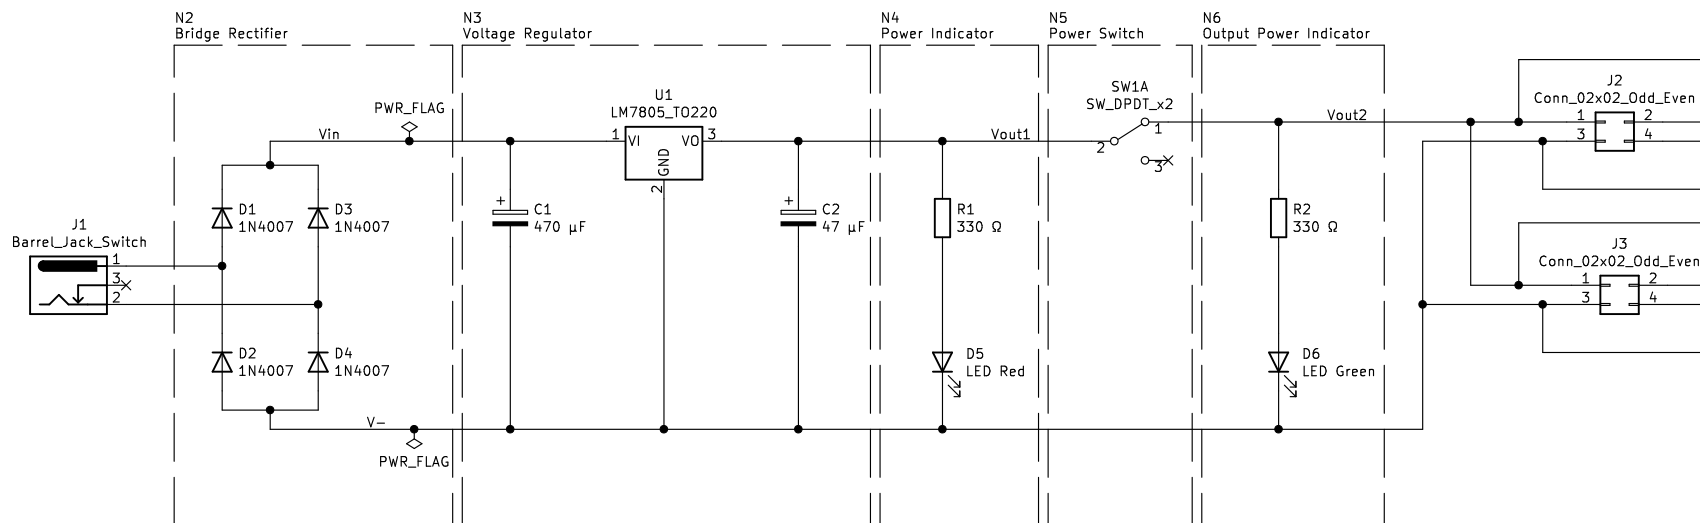 N2
Bridge Rectifier
N3
Voltage Regulator
N4
Power Indicator
N5
Power Switch
N6
Output Power Indicator
J1
Barrel_Jack_Switch
1
3
2
D1
1N4007
D3
1N4007
D2
1N4007
D4
1N4007
Vin
PWR_FLAG
V-
PWR_FLAG
+
C1
470 µF
U1
LM7805_TO220
1
VI
VO
3
GND
2
+
C2
47 µF
R1
330 Ω
D5
LED Red
Vout1
SW1A
SW_DPDT_x2
1
2
3
R2
330 Ω
D6
LED Green
Vout2
J2
Conn_02x02_Odd_Even
1
2
3
4
J3
Conn_02x02_Odd_Even
1
2
3
4